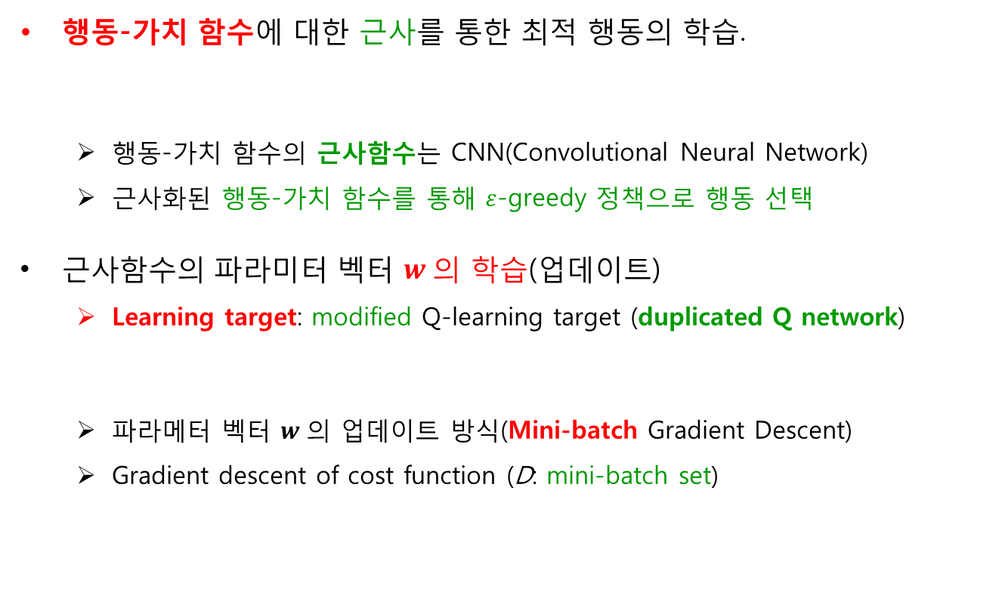 • 행동-가치 함수에 대한 근사를 통한 최적 행동의 학습.
➢ 행동-가치 함수의 근사함수는 CNN(Convolutional Neural Network)
➢ 근사화된 행동-가치 함수를 통해 ε-greedy 정책으로 행동 선택
• 근사함수의 파라미터 벡터 w 의 학습(업데이트)
➢ Learning target: modified Q-learning target (duplicated Q network)
➢ 파라메터 벡터 w 의 업데이트 방식(Mini-batch Gradient Descent)
➢ Gradient descent of cost function (D: mini-batch set)